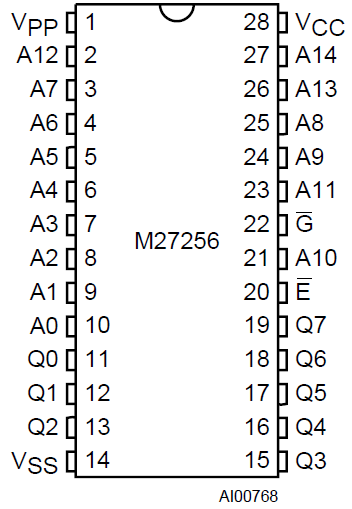 VPP 1 28 VCC
A12 2 27 A14
A7 3 26 A13
A6 4 25 A8
A5 5 24 A9
A4 6 23 A11
A3 7 22 G̅
M27256
A2 8 21 A10
A1 9 20 E̅
A0 10 19 Q7
Q0 11 18 Q6
Q1 12 17 Q5
Q2 13 16 Q4
VSS 14 15 Q3
AI00768